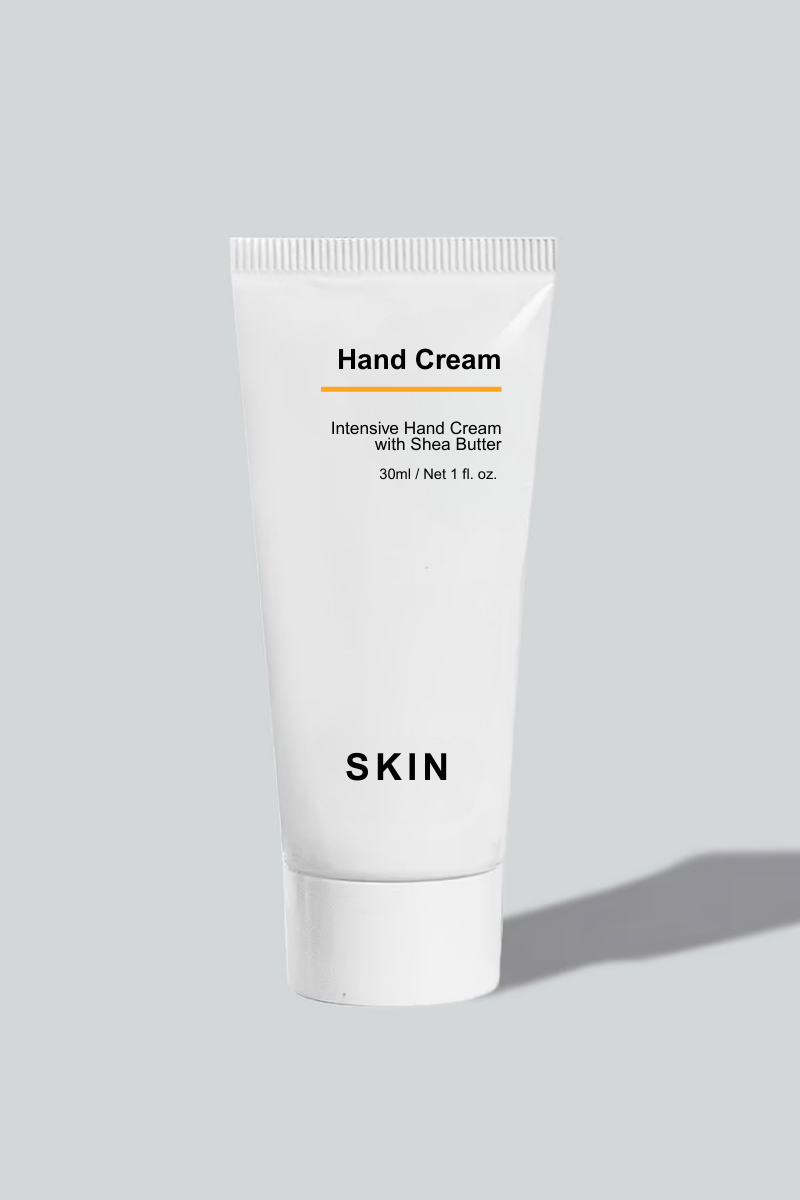 Hand Cream
Intensive Hand Cream
with Shea Butter
30ml / Net 1 fl. oz.
SKIN